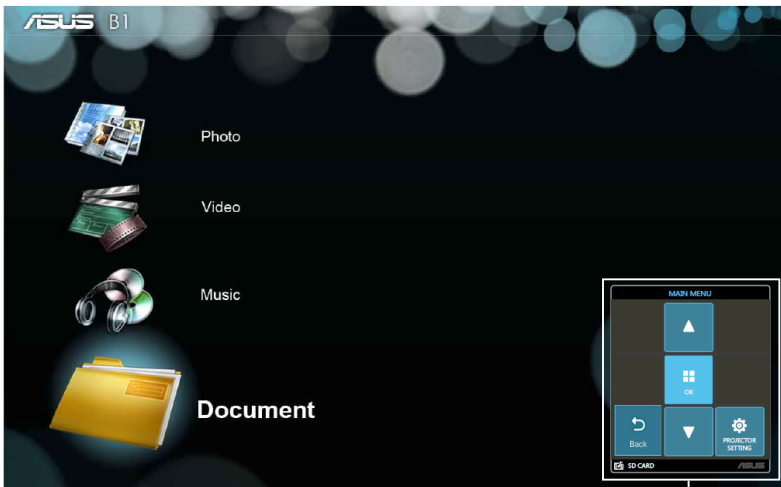 ASUS B1
Photo
Video
Music
Document
MAIN MENU
OK
Back
PROJECTOR
SETTING
SD CARD
ASUS